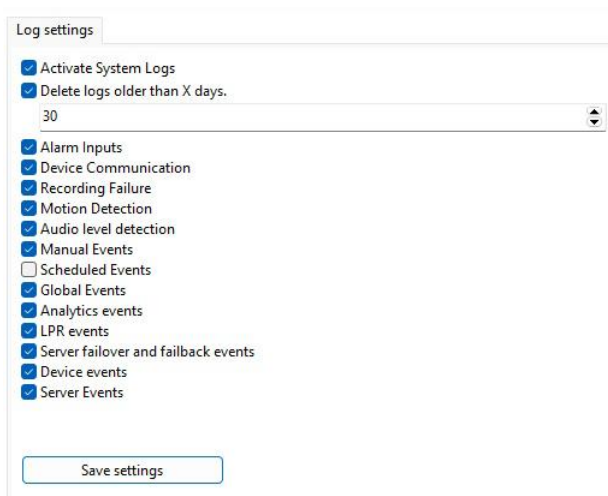 Log settings
Activate System Logs
Delete logs older than X days.
30
Alarm Inputs
Device Communication
Recording Failure
Motion Detection
Audio level detection
Manual Events
Scheduled Events
Global Events
Analytics events
LPR events
Server failover and failback events
Device events
Server Events
Save settings